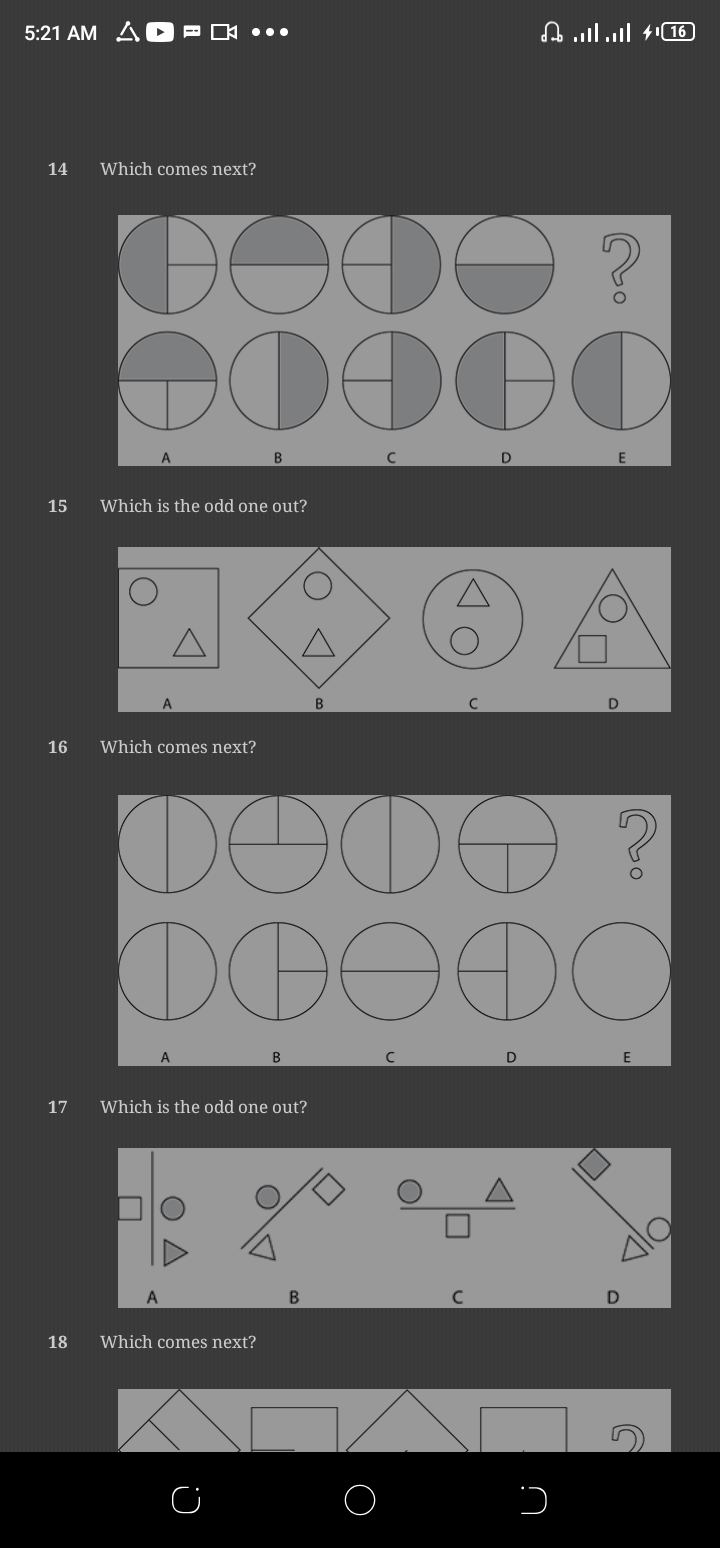 5:21 AM
16
14 Which comes next?
?
A B C D E
15 Which is the odd one out?
A B C D
16 Which comes next?
?
A B C D E
17 Which is the odd one out?
A B C D
18 Which comes next?
?